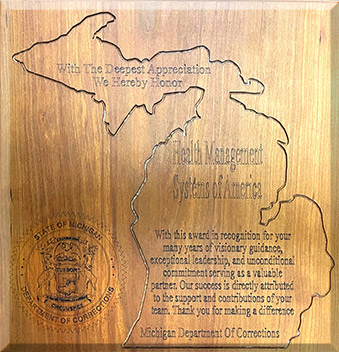 With The Deepest Appreciation
We Hereby Honor
Health Management
Systems of America
With this award in recognition for your
many years of visionary guidance,
exceptional leadership, and unconditional
commitment serving as a valuable
partner. Our success is directly attributed
to the support and contributions of your
team. Thank you for making a difference
Michigan Department Of Corrections
STATE OF MICHIGAN
DEPARTMENT OF CORRECTIONS